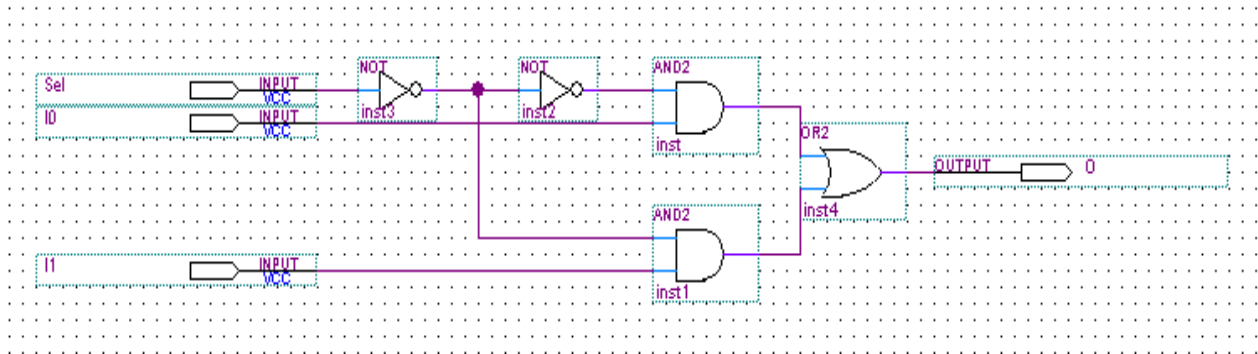 NOT
NOT
AND2
Sel
INPUT
VCC
inst3
inst2
I0
INPUT
VCC
inst
OR2
OUTPUT
O
inst4
AND2
I1
INPUT
VCC
inst1